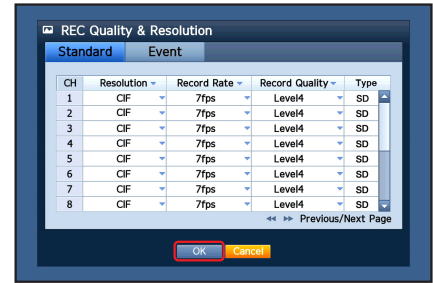 REC Quality & Resolution
Standard Event
CH Resolution Record Rate Record Quality Type
1 CIF 7fps Level4 SD
2 CIF 7fps Level4 SD
3 CIF 7fps Level4 SD
4 CIF 7fps Level4 SD
5 CIF 7fps Level4 SD
6 CIF 7fps Level4 SD
7 CIF 7fps Level4 SD
8 CIF 7fps Level4 SD
Previous/Next Page
OK Cancel